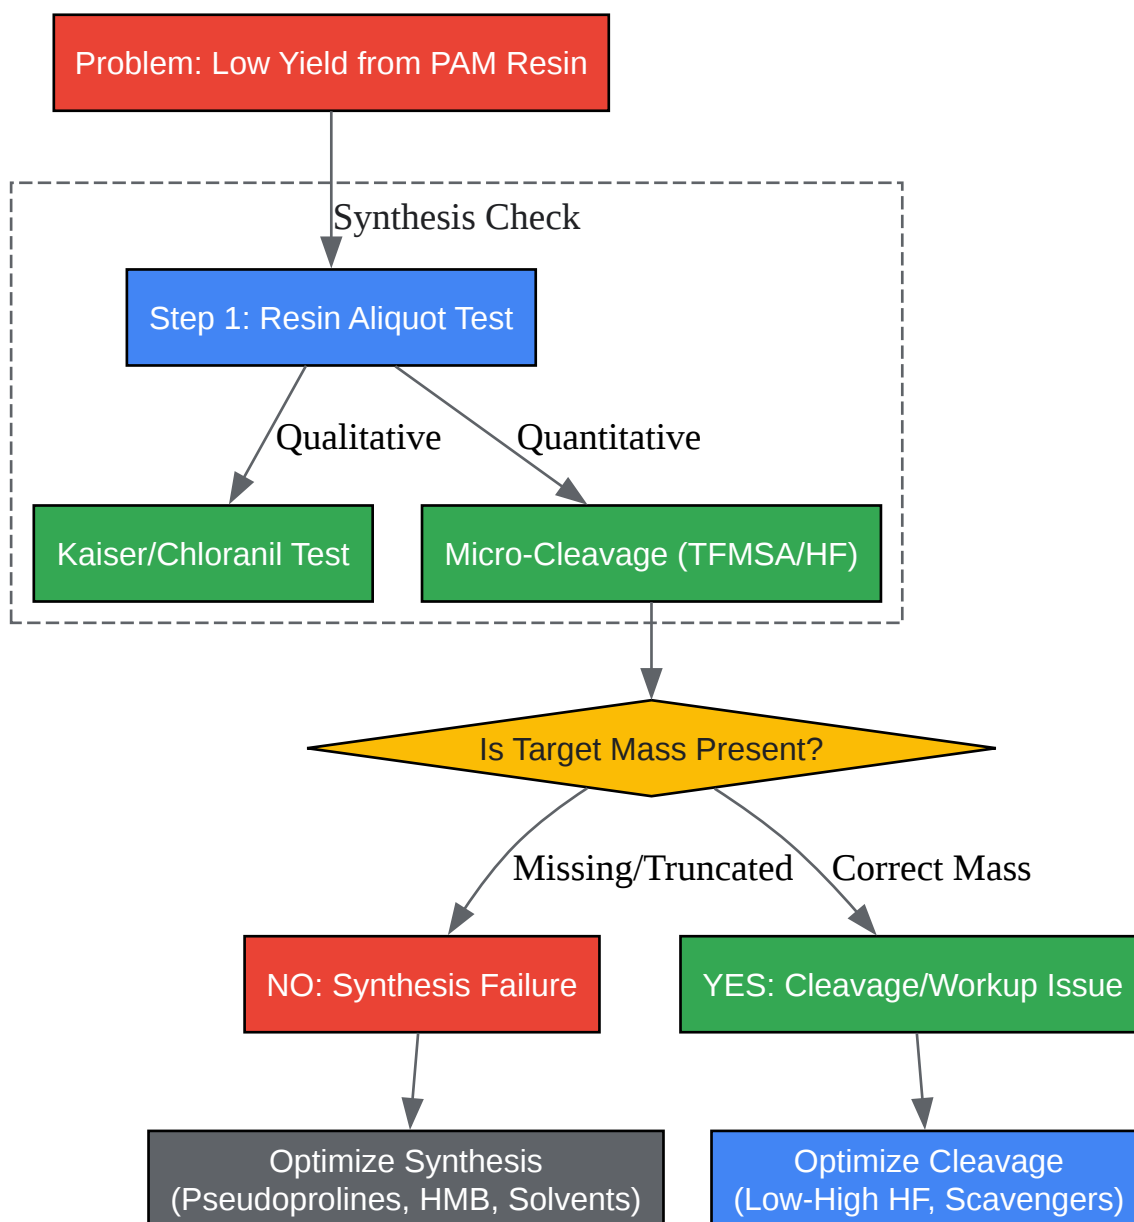 Problem: Low Yield from PAM Resin
Synthesis Check
Step 1: Resin Aliquot Test
Qualitative
Quantitative
Kaiser/Chloranil Test
Micro-Cleavage (TFMSA/HF)
Is Target Mass Present?
Missing/Truncated
Correct Mass
NO: Synthesis Failure
YES: Cleavage/Workup Issue
Optimize Synthesis
(Pseudoprolines, HMB, Solvents)
Optimize Cleavage
(Low-High HF, Scavengers)